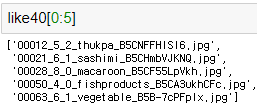 like40[0:5]
['00012_5_2_thukpa_B5CNFFHISI6.jpg',
'00021_6_1_sashimi_B5CHmbVJKNQ.jpg',
'00028_8_0_macaroon_B5CF55LpVkh.jpg',
'00050_4_0_fishproducts_B5CA3ukhCFc.jpg',
'00063_6_1_vegetable_B5B-7cPFplx.jpg']